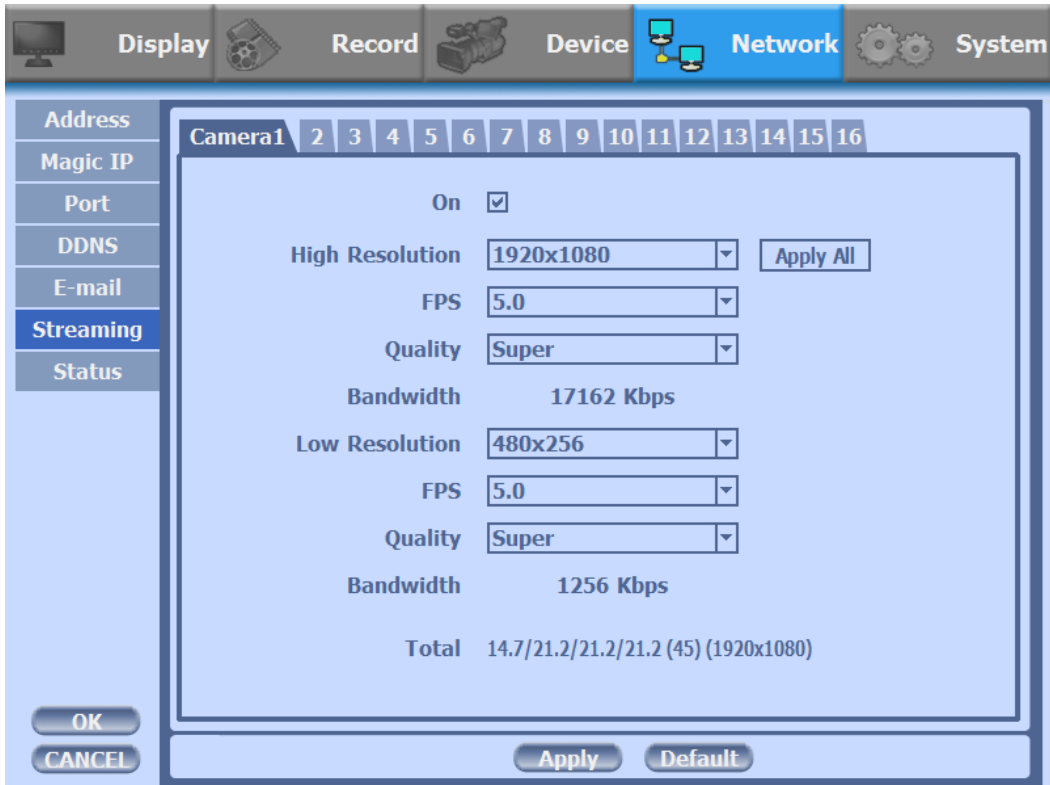 Display Record Device Network System
Address
Magic IP
Port
DDNS
E-mail
Streaming
Status
OK
CANCEL
Camera1 2 3 4 5 6 7 8 9 10 11 12 13 14 15 16
On
High Resolution 1920x1080 Apply All
FPS 5.0
Quality Super
Bandwidth 17162 Kbps
Low Resolution 480x256
FPS 5.0
Quality Super
Bandwidth 1256 Kbps
Total 14.7/21.2/21.2/21.2 (45) (1920x1080)
Apply Default